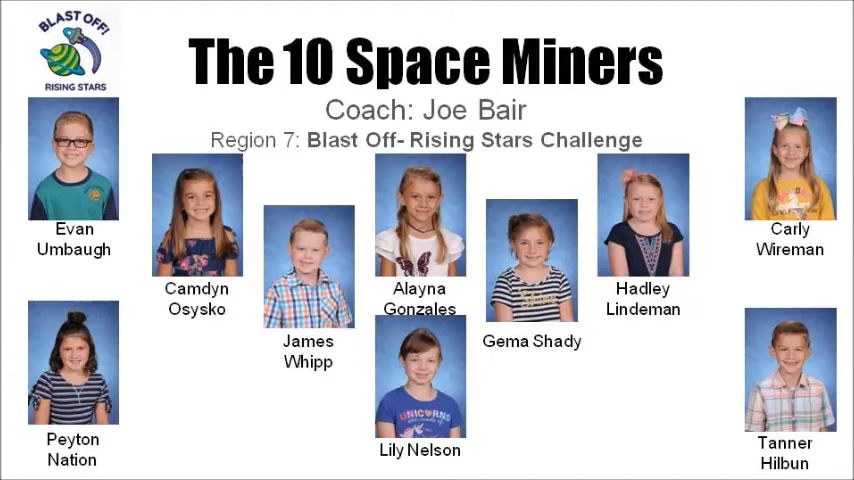 BLAST OFF!
RISING STARS
The 10 Space Miners
Coach: Joe Bair
Region 7: Blast Off- Rising Stars Challenge
Evan
Umbaugh
Camdyn
Osysko
James
Whipp
Alayna
Gonzales
Gema Shady
Hadley
Lindeman
Carly
Wireman
Peyton
Nation
UNICORNS
Lily Nelson
Tanner
Hilbun